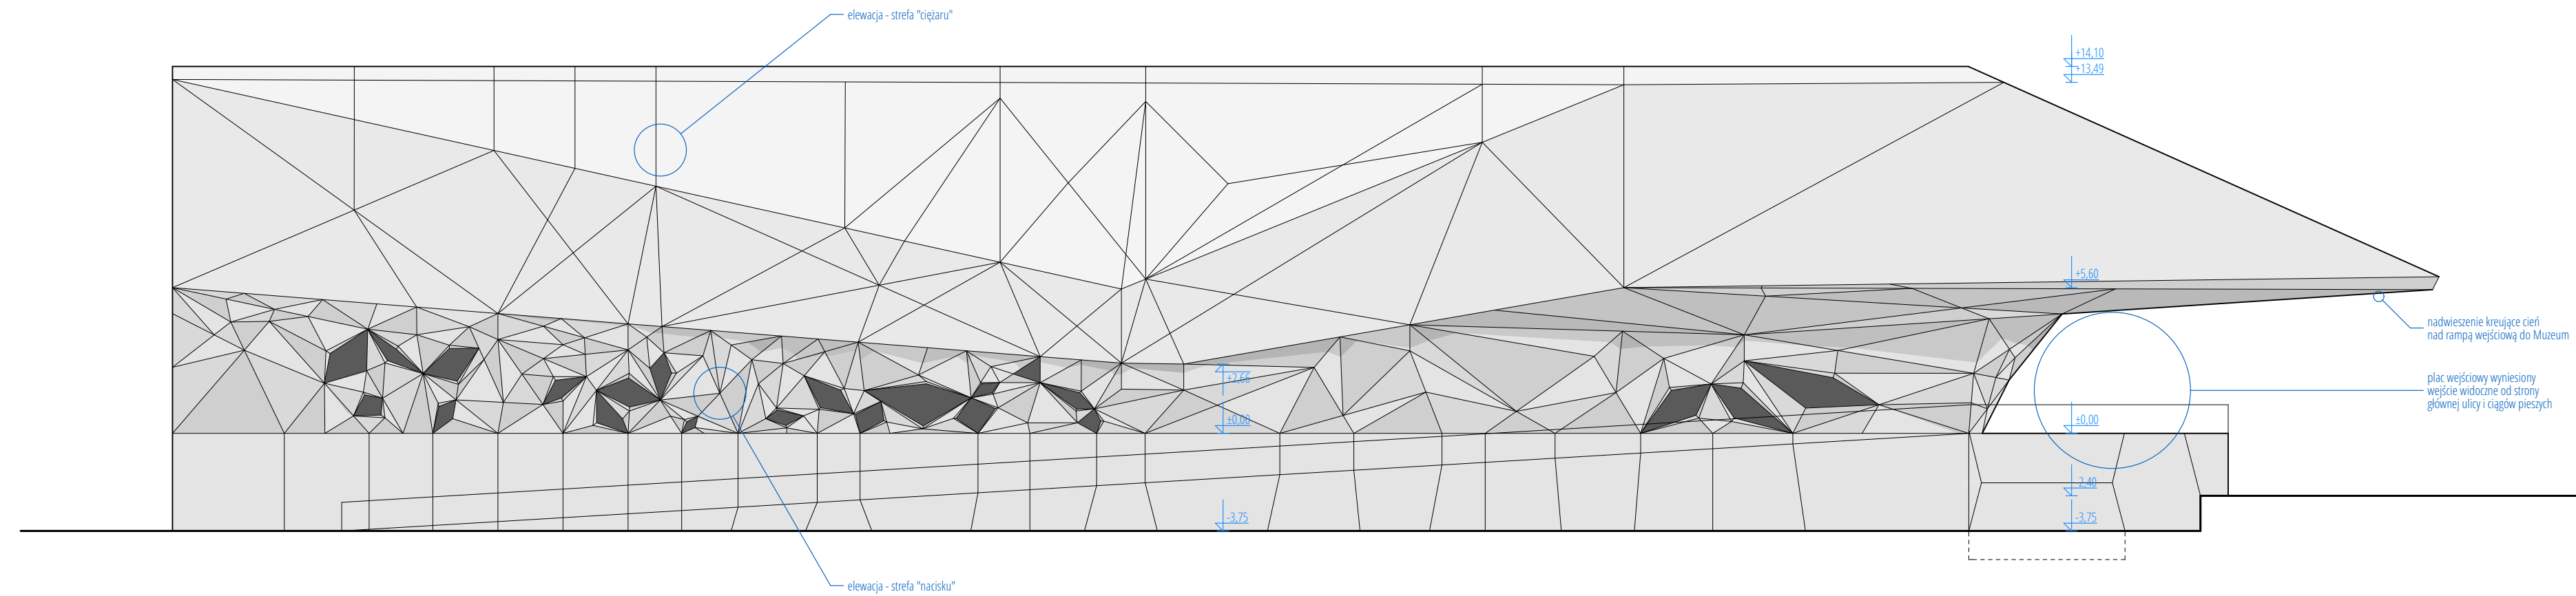 elewacja - strefa "ciężaru"
+14,10
+13,49
+5,60
nadwieszenie kreujące cień
nad rampą wejściową do Muzeum
+2,66
plac wejściowy wyniesiony
wejście widoczne od strony
głównej ulicy i ciągów pieszych
±0,00
±0,00
-2,40
-3,75
-3,75
elewacja - strefa "nacisku"